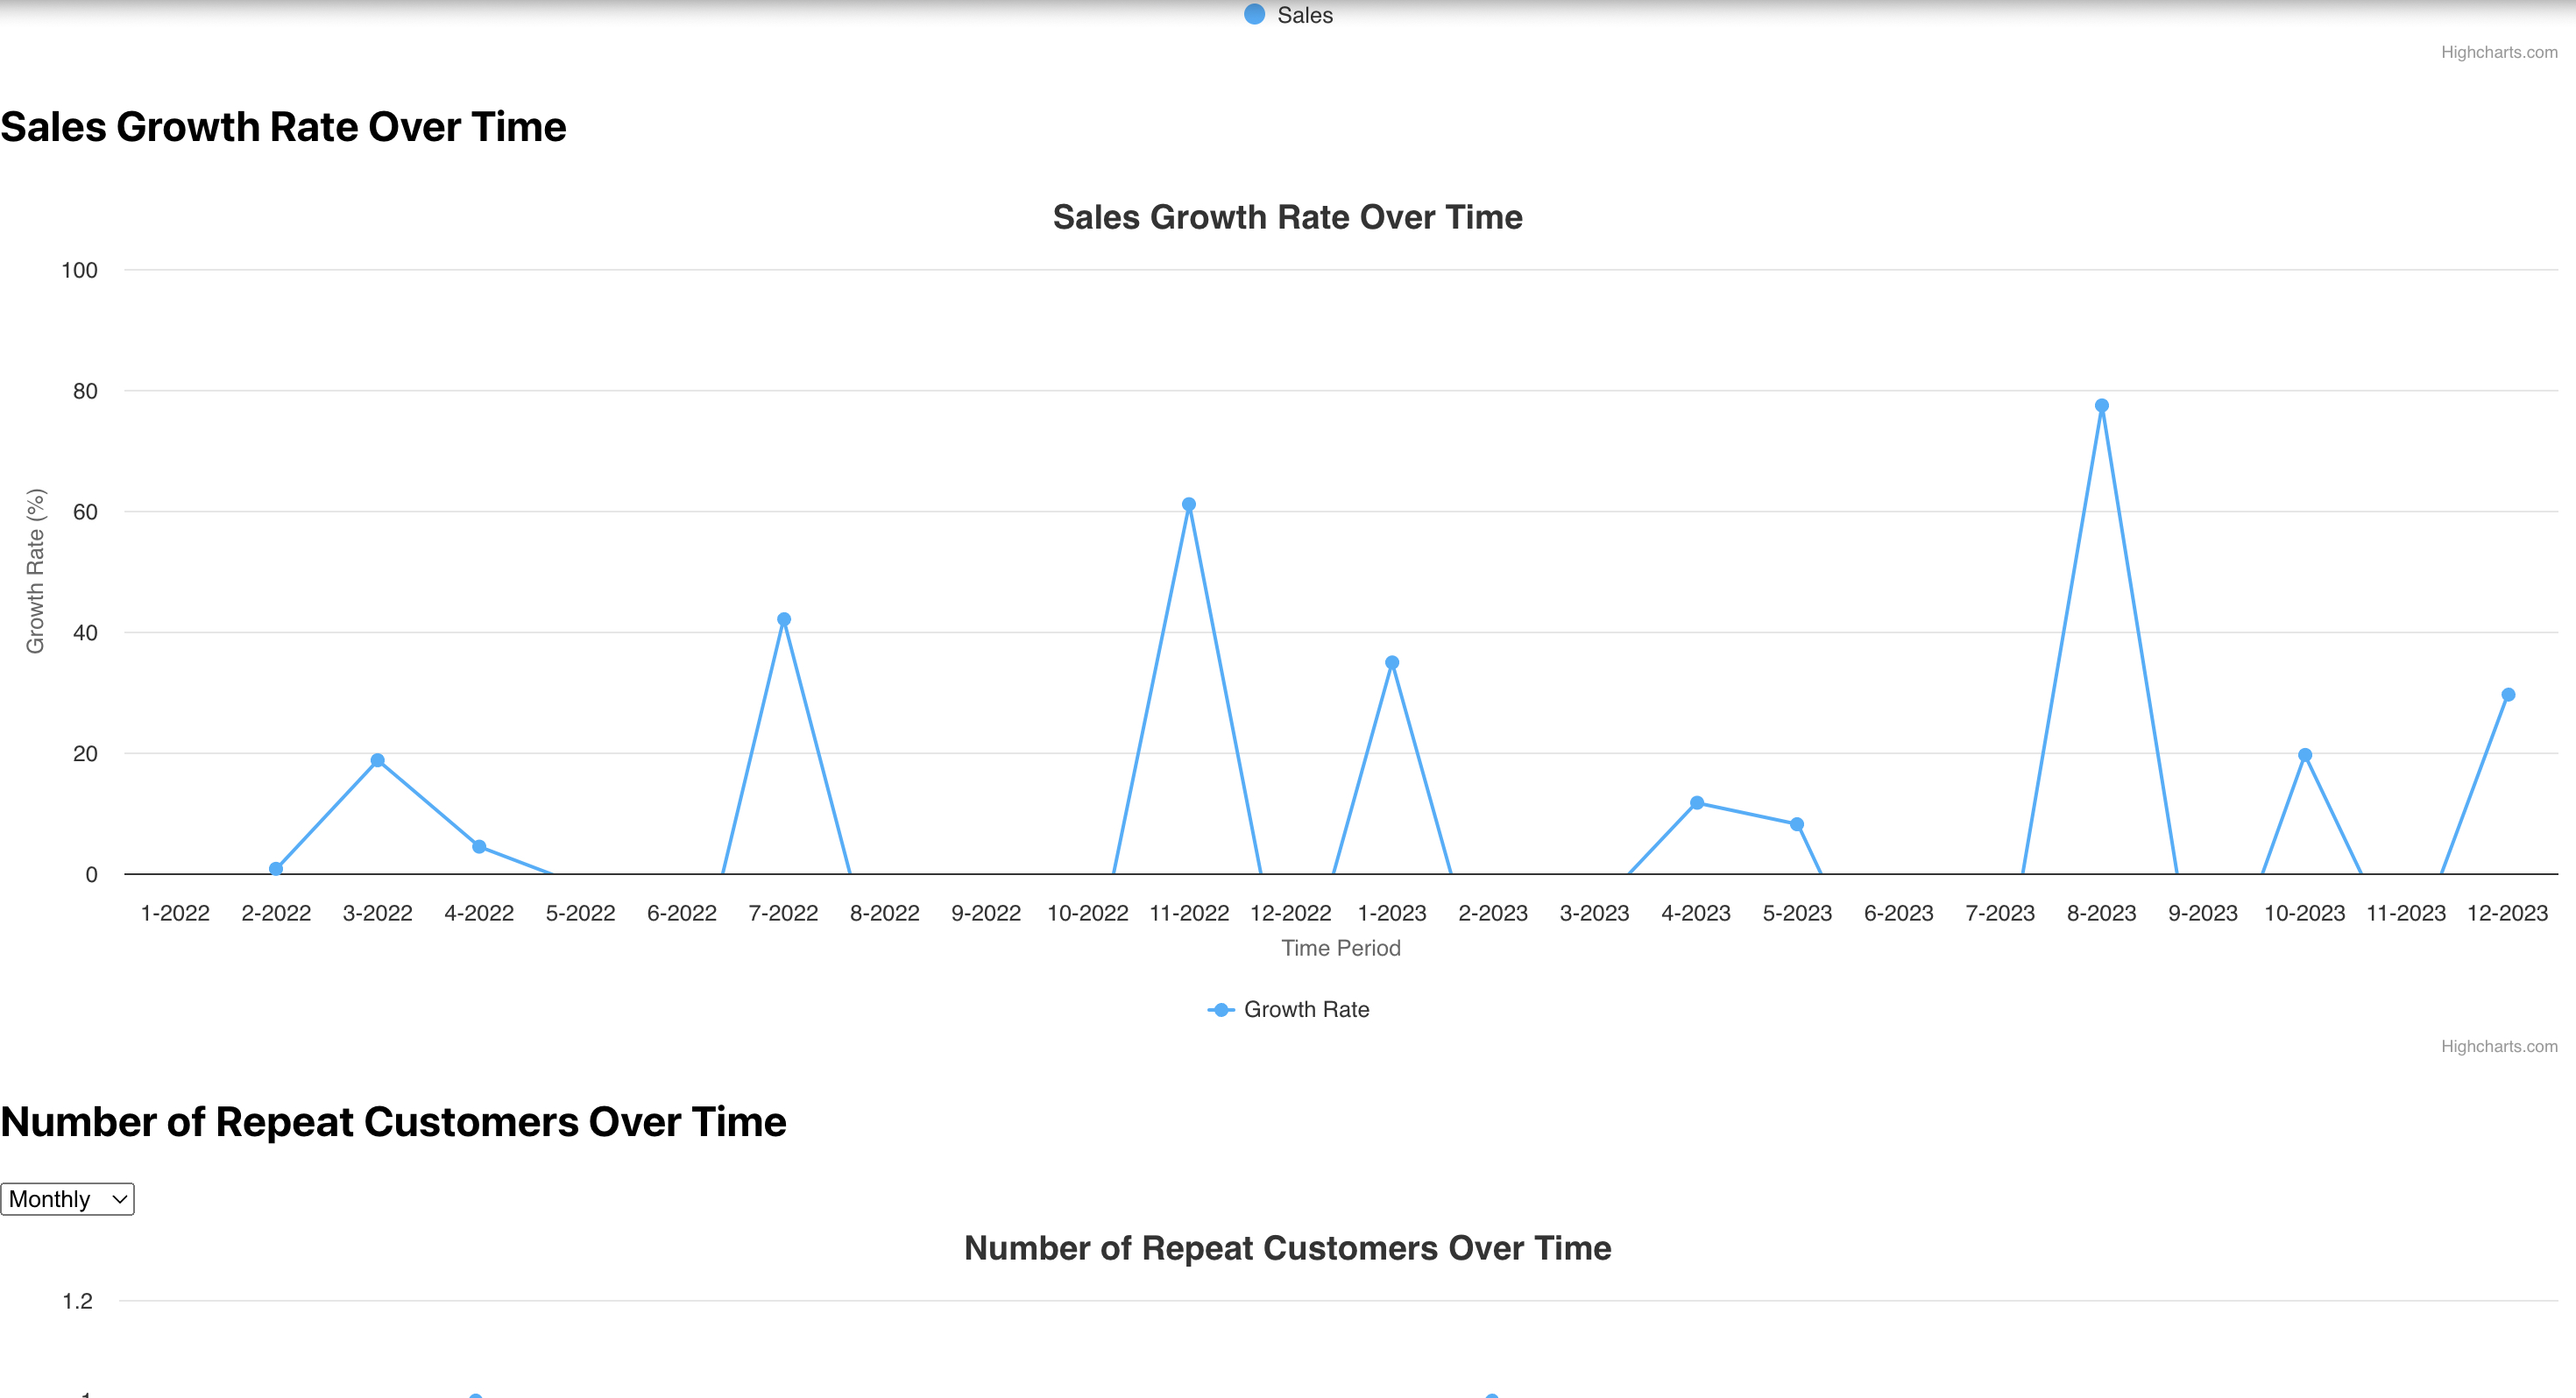 Sales
Highcharts.com
Sales Growth Rate Over Time
Sales Growth Rate Over Time
100
80
60
40
20
0
Growth Rate (%)
1-2022 2-2022 3-2022 4-2022 5-2022 6-2022 7-2022 8-2022 9-2022 10-2022 11-2022 12-2022 1-2023 2-2023 3-2023 4-2023 5-2023 6-2023 7-2023 8-2023 9-2023 10-2023 11-2023 12-2023
Time Period
Growth Rate
Highcharts.com
Number of Repeat Customers Over Time
Monthly
Number of Repeat Customers Over Time
1.2